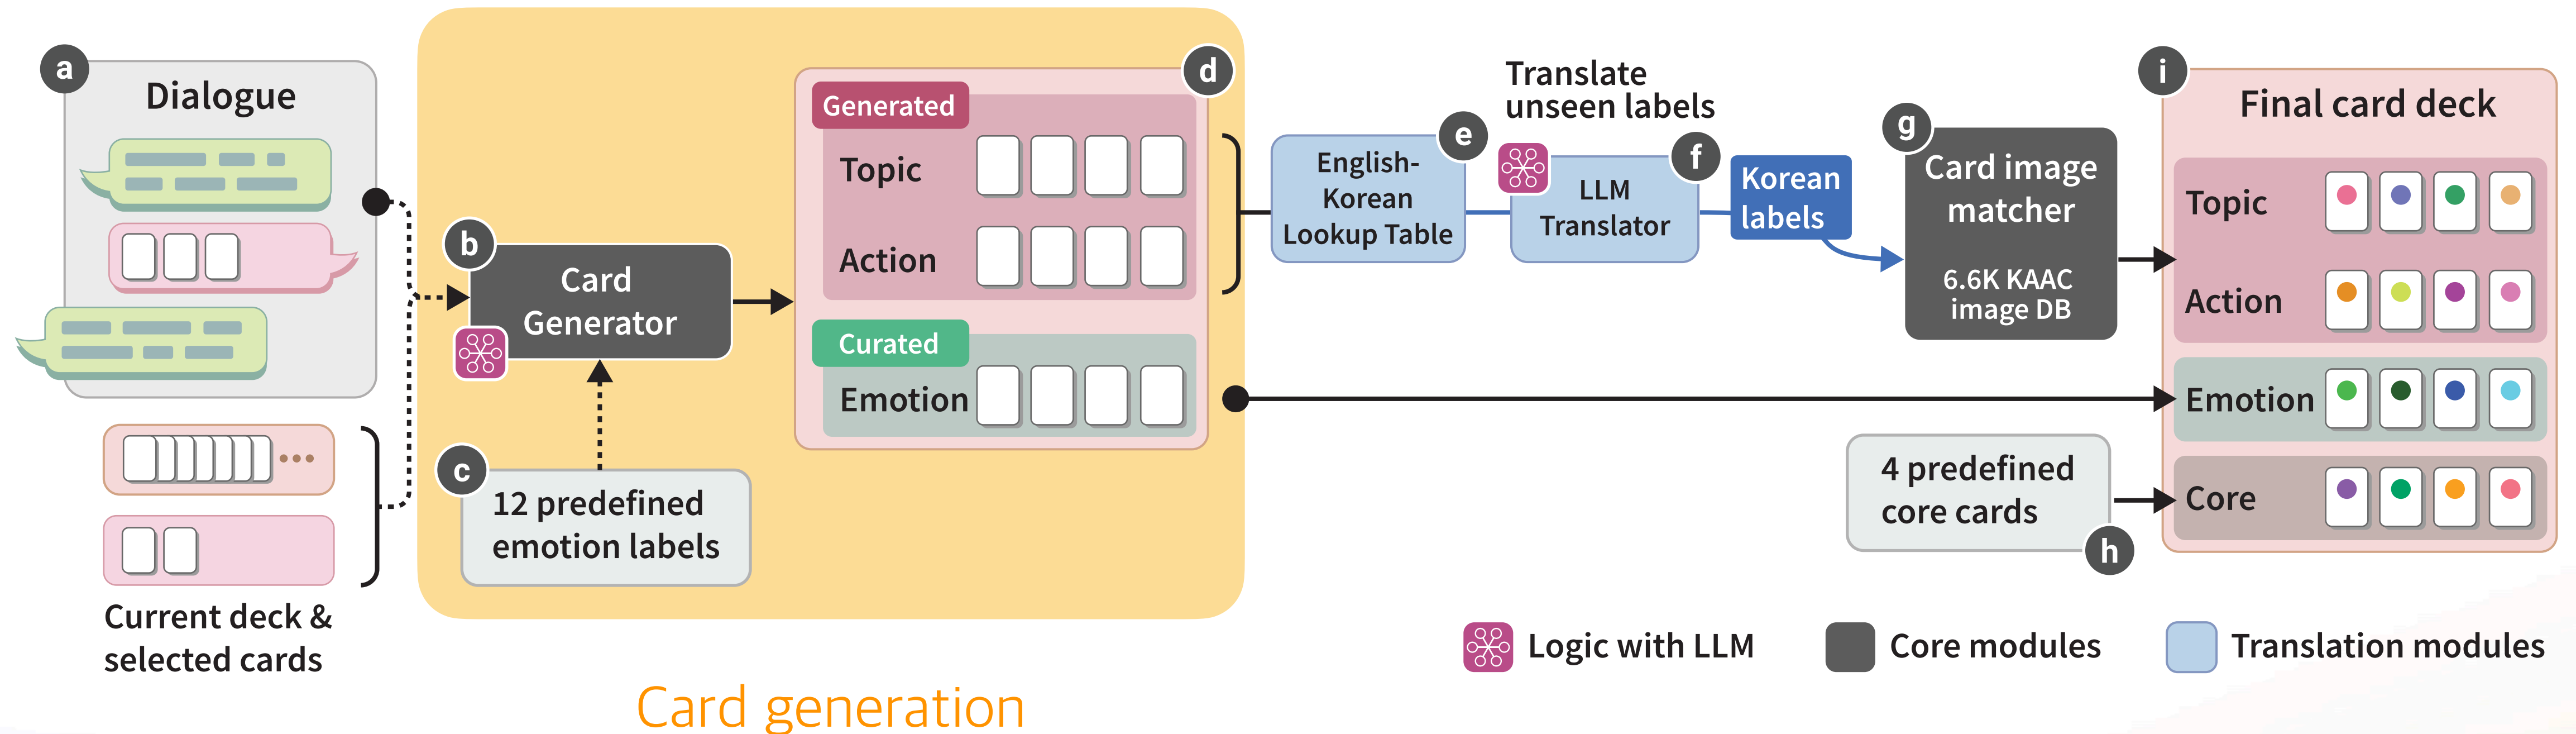 a
Dialogue
Current deck &
selected cards
b
Card
Generator
c
12 predefined
emotion labels
d
Generated
Topic
Action
Curated
Emotion
Card generation
e
English-
Korean
Lookup Table
Translate
unseen labels
f
LLM
Translator
Korean
labels
g
Card image
matcher
6.6K KAAC
image DB
h
4 predefined
core cards
i
Final card deck
Topic
Action
Emotion
Core
Logic with LLM
Core modules
Translation modules